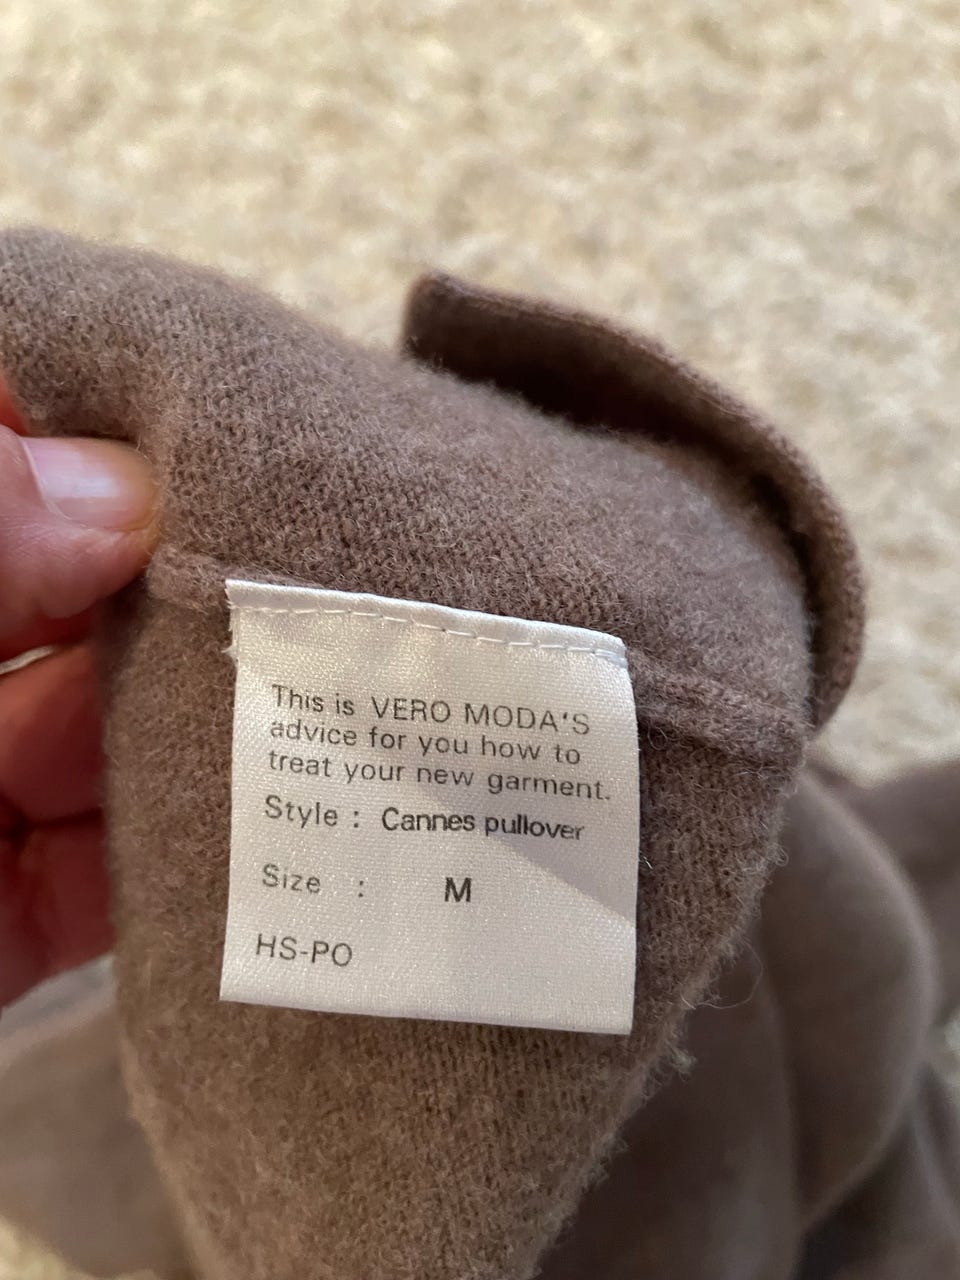 This is VERO MODA'S
advice for you how to
treat your new garment.
Style : Cannes pullover
Size : M
HS-PO